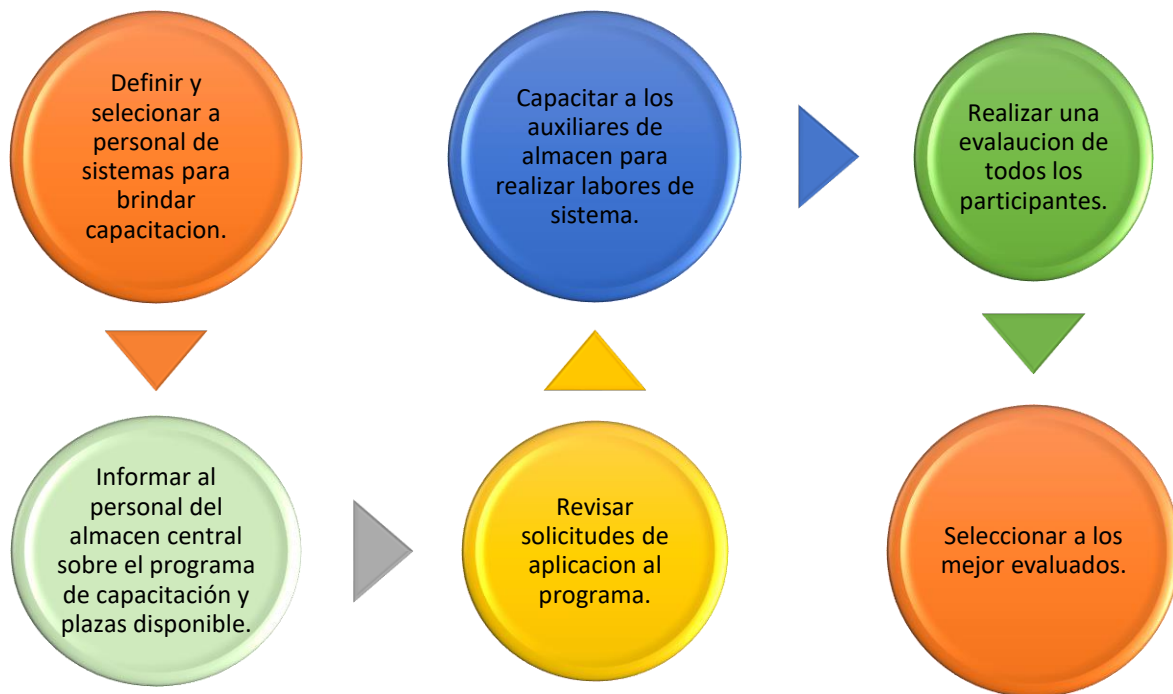 Definir y
selecionar a
personal de
sistemas para
brindar
capacitacion.
Informar al
personal del
almacen central
sobre el programa
de capacitación y
plazas disponible.
Revisar
solicitudes de
aplicacion al
programa.
Capacitar a los
auxiliares de
almacen para
realizar labores de
sistema.
Realizar una
evalaucion de
todos los
participantes.
Seleccionar a los
mejor evaluados.